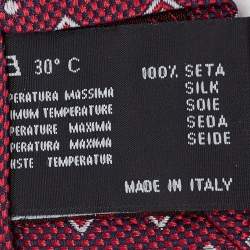 30° C
100% SETA
SILK
SOIE
SEDA
SEIDE
PERATURA MASSIMA
IMUM TEMPERATURE
PERATURE MAXIMA
PERATURA MAXIMA
HSTE TEMPERATUR
MADE IN ITALY